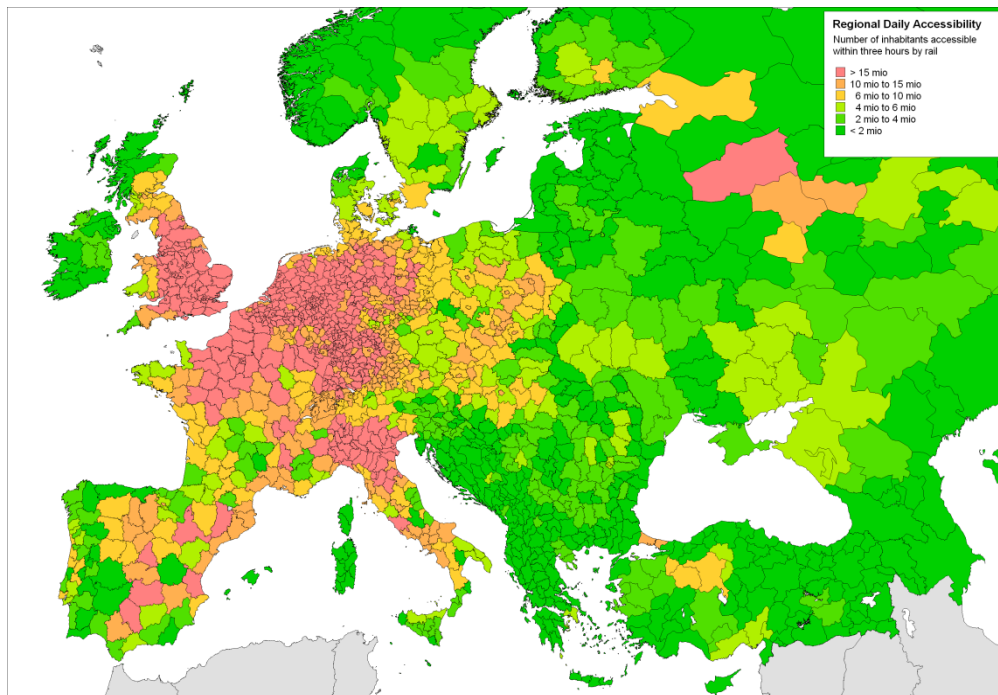 Regional Daily Accessibility
Number of inhabitants accessible
within three hours by rail
> 15 mio
10 mio to 15 mio
6 mio to 10 mio
4 mio to 6 mio
2 mio to 4 mio
< 2 mio